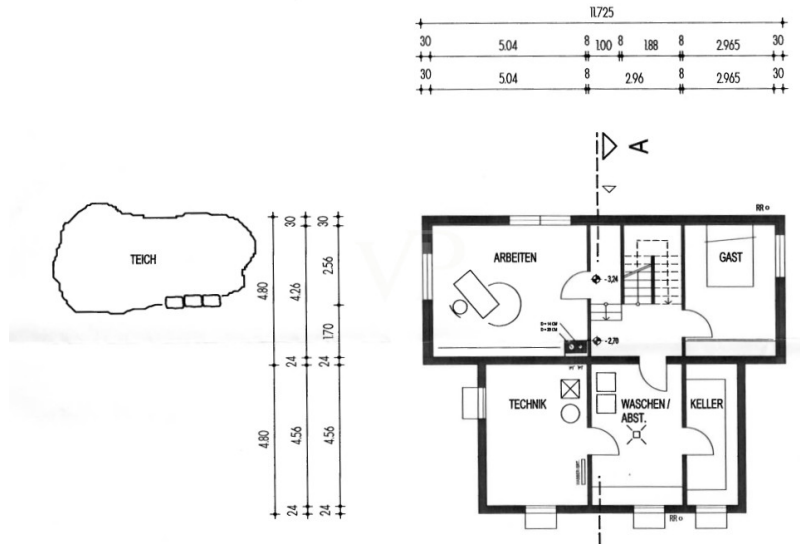 11.725
30 5.04 8 1.00 8 1.88 8 2.965 30
30 5.04 8 2.96 8 2.965 30
A
RR
TEICH
30 30
4.80 4.26 2.56
1.70
24 24
4.80 4.56 4.56
24 24
ARBEITEN
GAST
-3,24
-2,78
TECHNIK
WASCHEN /
ABST.
KELLER
RR